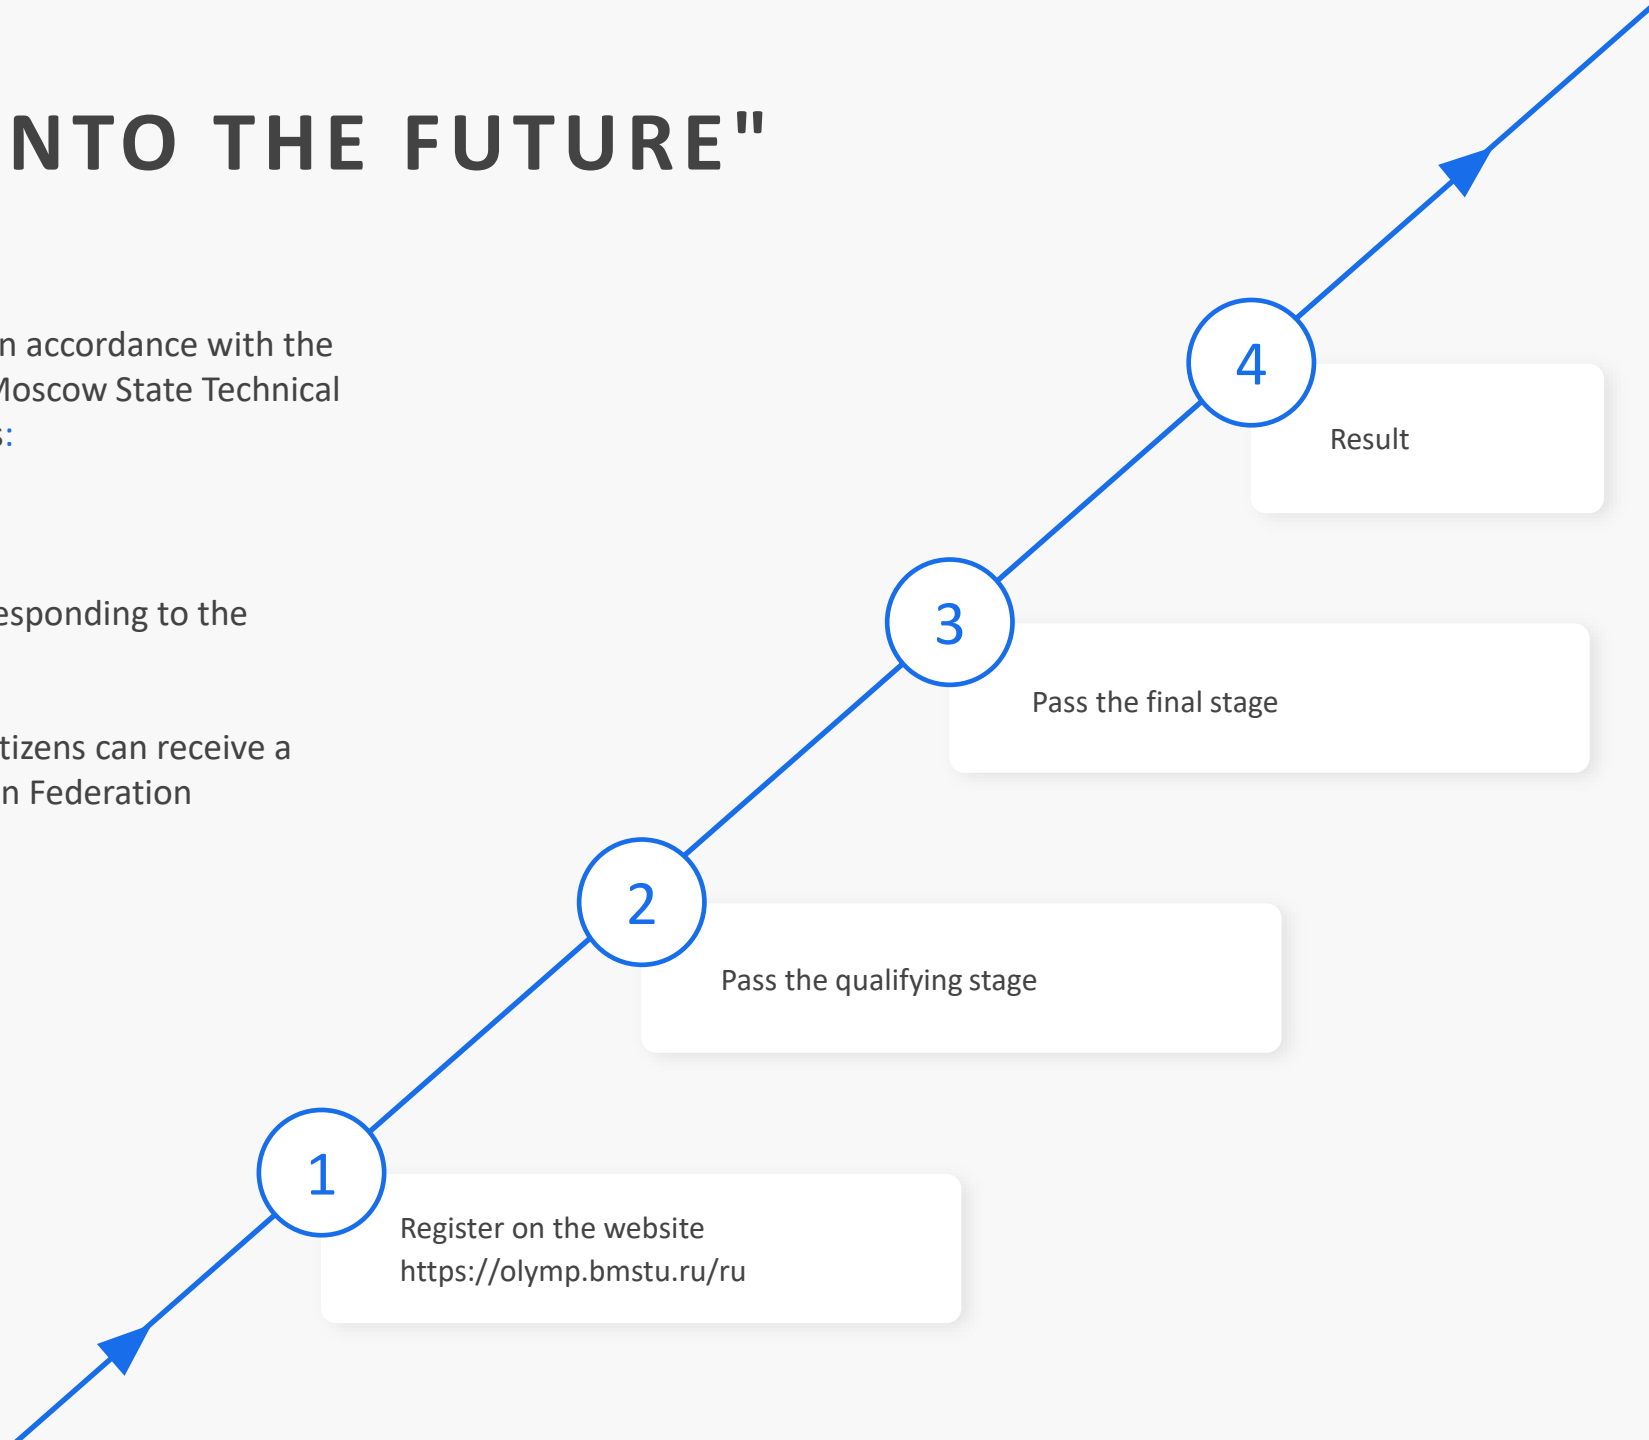 NTO THE FUTURE"
n accordance with the
Moscow State Technical
s:
esponding to the
tizens can receive a
n Federation
4
Result
3
Pass the final stage
2
Pass the qualifying stage
1
Register on the website
https://olymp.bmstu.ru/ru